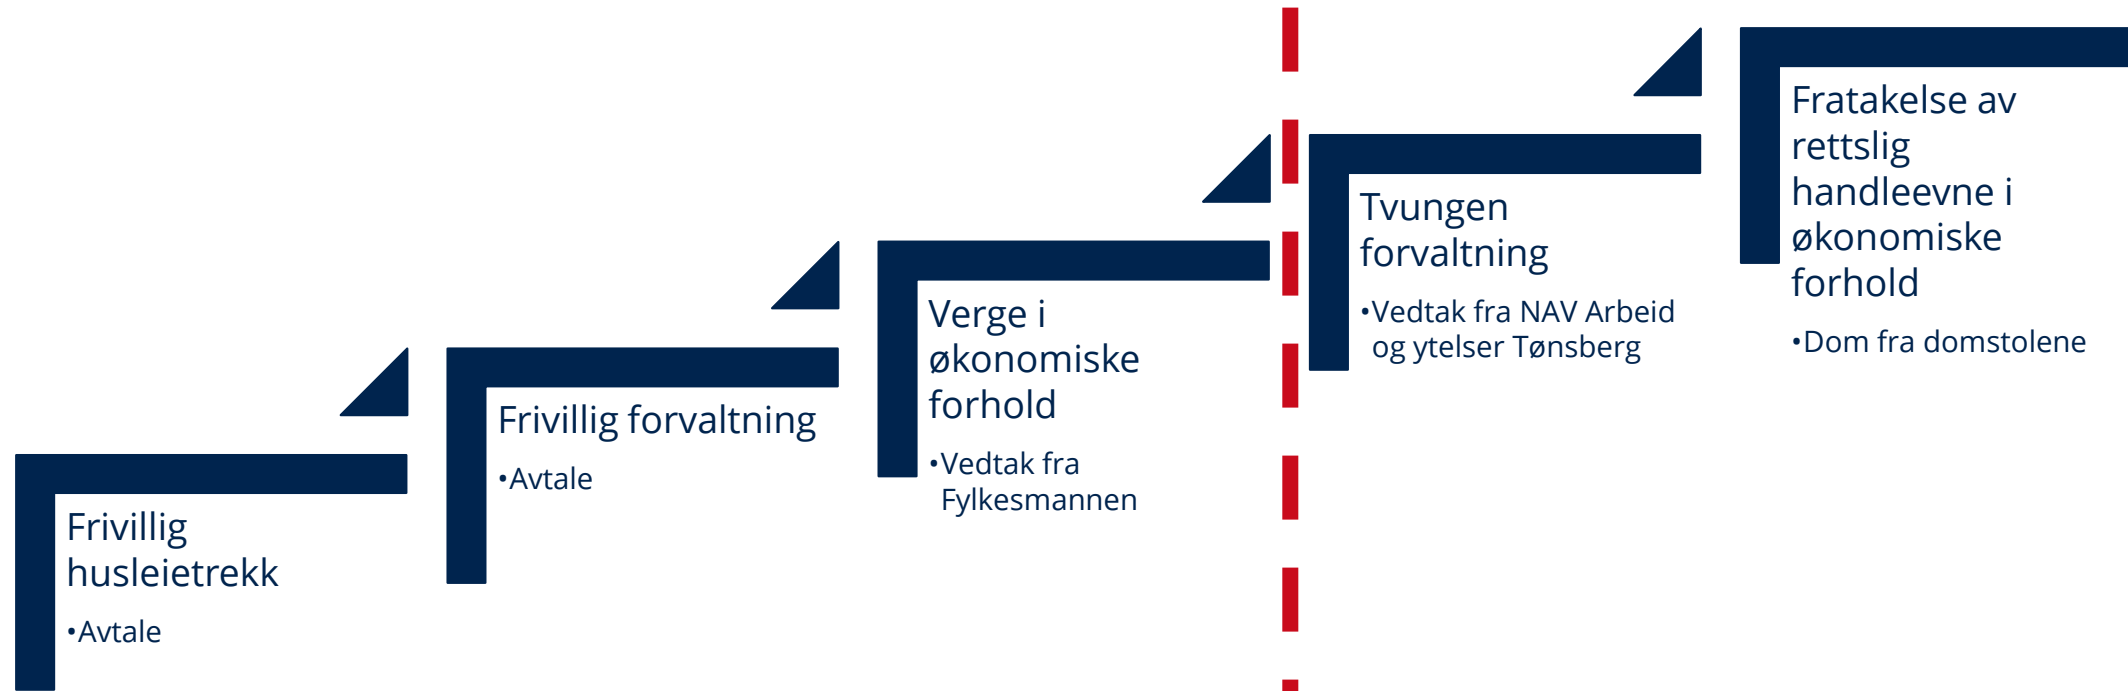 Frivillig
husleietrekk
•Avtale
Frivillig forvaltning
•Avtale
Verge i
økonomiske
forhold
•Vedtak fra
Fylkesmannen
Tvungen
forvaltning
•Vedtak fra NAV Arbeid
og ytelser Tønsberg
Fratakelse av
rettslig
handleevne i
økonomiske
forhold
•Dom fra domstolene